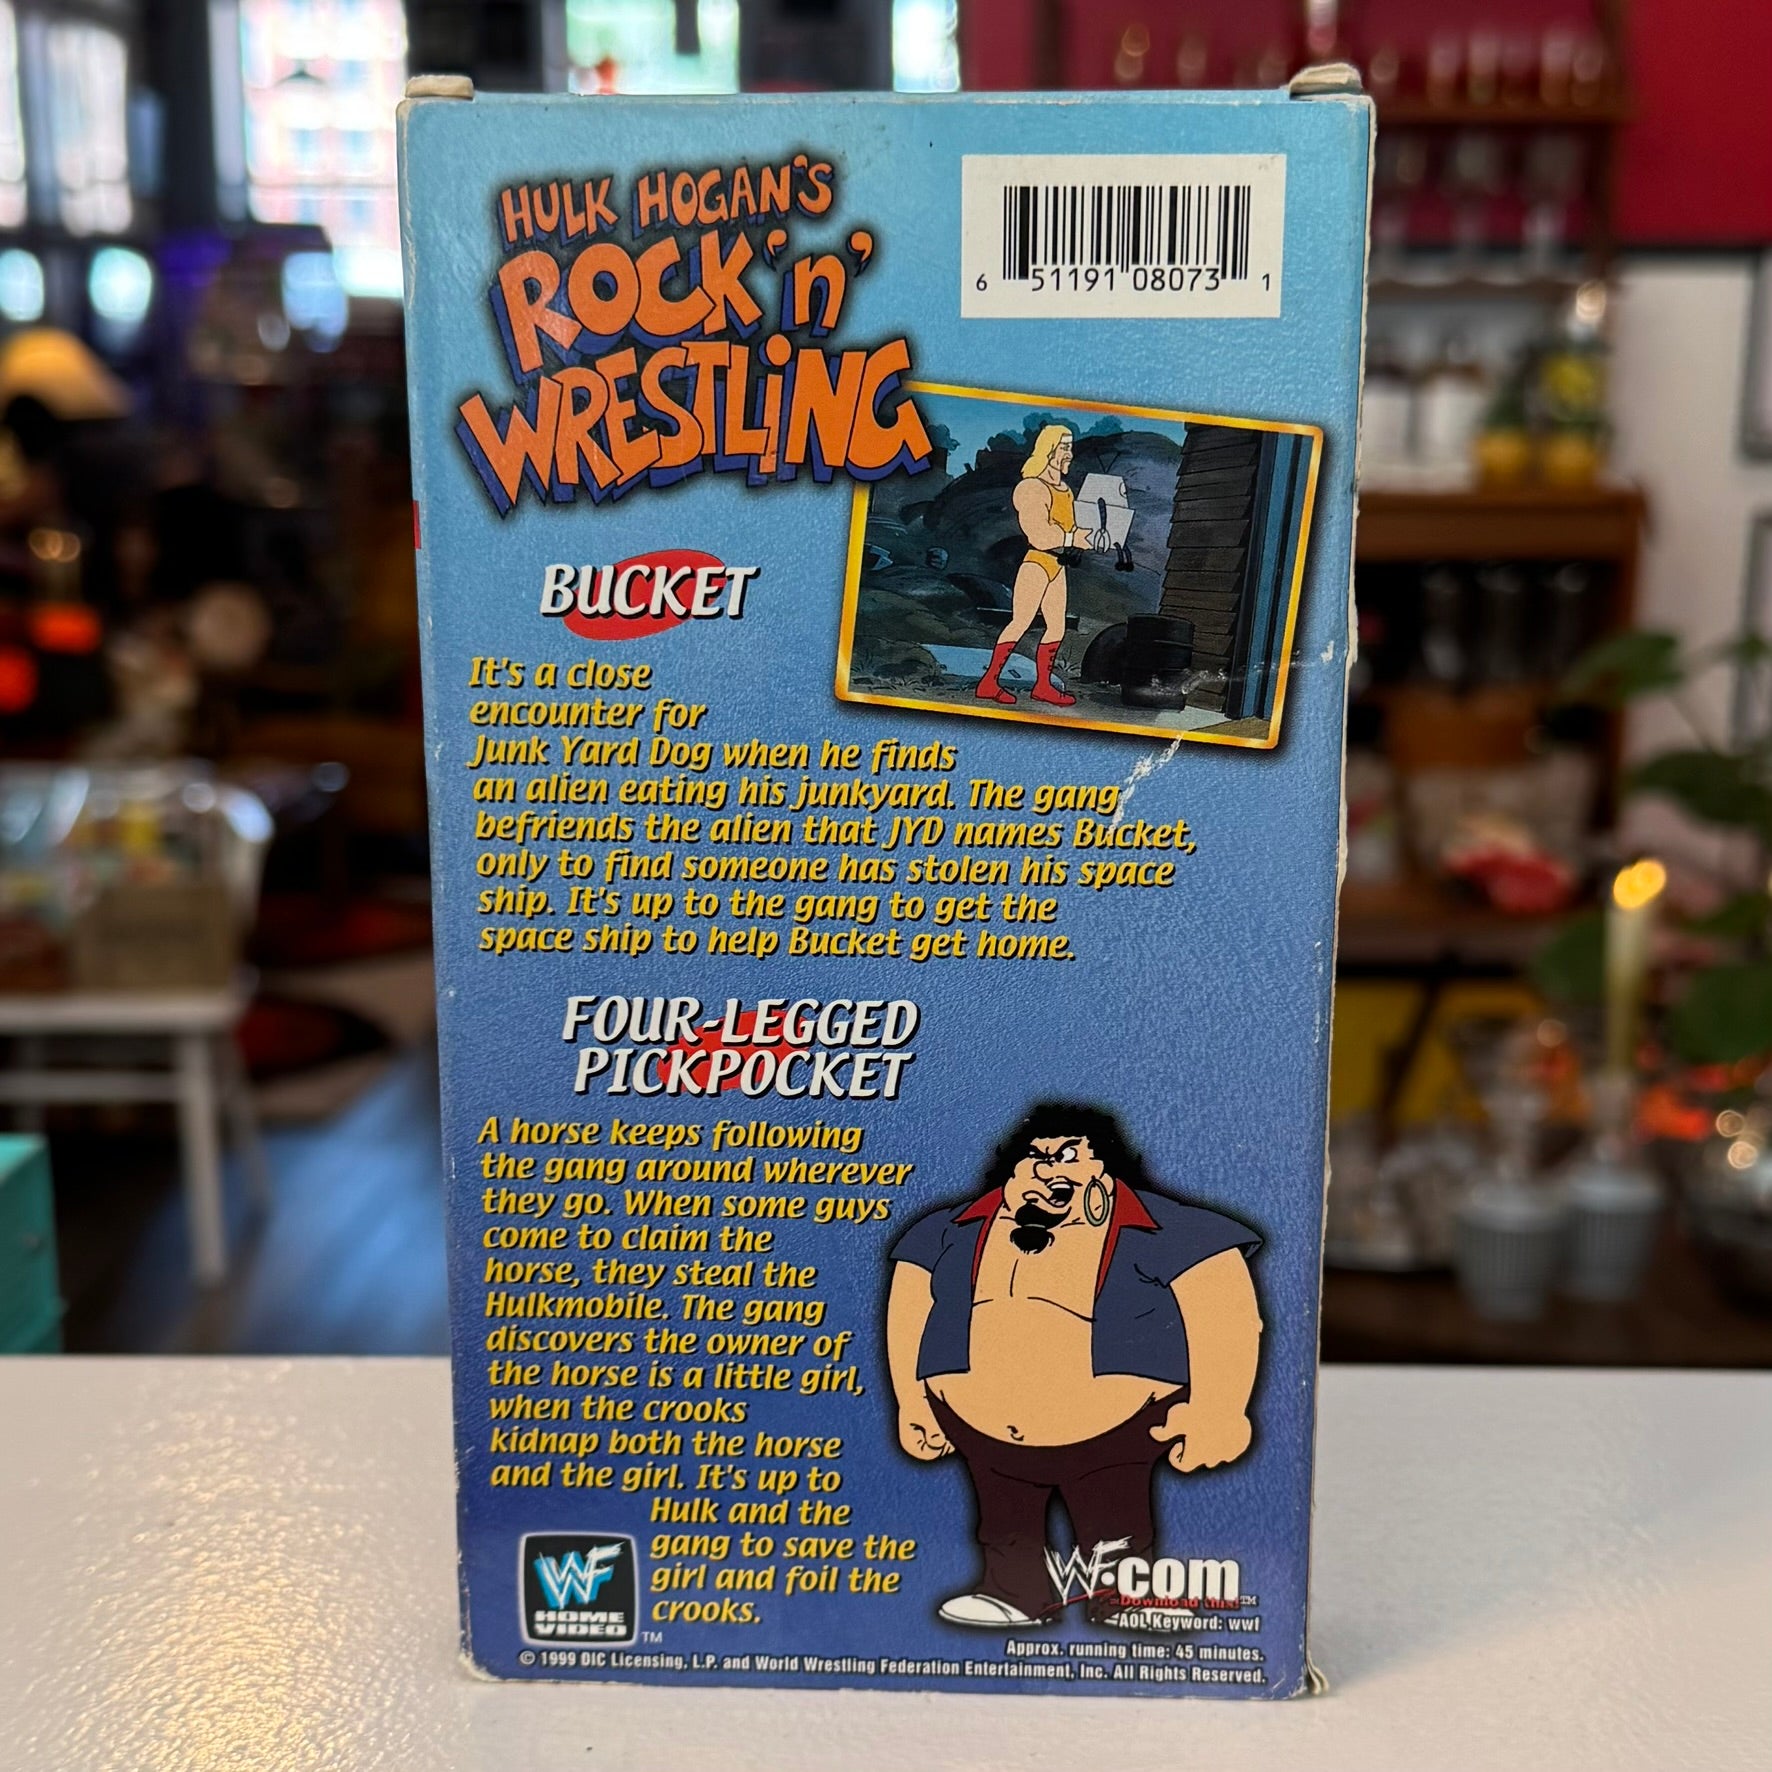 HULK HOGAN'S
ROCK 'n'
WRESTLiNG
6 51191 08073 1
BUCKET
It's a close
encounter for
Junk Yard Dog when he finds
an alien eating his junkyard. The gang
befriends the alien that JYD names Bucket,
only to find someone has stolen his space
ship. It's up to the gang to get the
space ship to help Bucket get home.
FOUR-LEGGED
PICKPOCKET
A horse keeps following
the gang around wherever
they go. When some guys
come to claim the
horse, they steal the
Hulkmobile. The gang
discovers the owner of
the horse is a little girl,
when the crooks
kidnap both the horse
and the girl. It's up to
Hulk and the
gang to save the
girl and foil the
crooks.
WF
HOME
VIDEO
TM
WF.com
Download this! TM
AOL Keyword: wwf
Approx. running time: 45 minutes.
© 1999 DIC Licensing, L.P. and World Wrestling Federation Entertainment, Inc. All Rights Reserved.